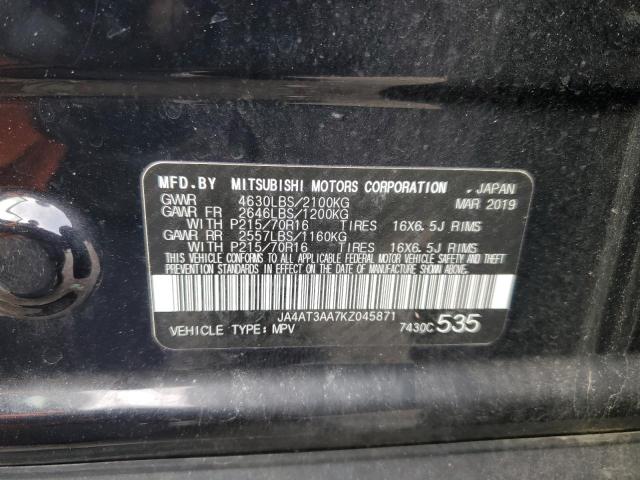 MFD.BY MITSUBISHI MOTORS CORPORATION . JAPAN
GVWR 4630LBS/2100KG MAR 2019
GAWR FR 2646LBS/1200KG
WITH P215/70R16 TIRES 16X6.5J RIMS
GAWR RR 2557LBS/1160KG
WITH P215/70R16 TIRES 16X6.5J RIMS
THIS VEHICLE CONFORMS TO ALL APPLICABLE FEDERAL MOTOR VEHICLE SAFETY AND THEFT
PREVENTION STANDARDS IN EFFECT ON THE DATE OF MANUFACTURE SHOWN ABOVE.
JA4AT3AA7KZ045871
VEHICLE TYPE:MPV 7430C 535